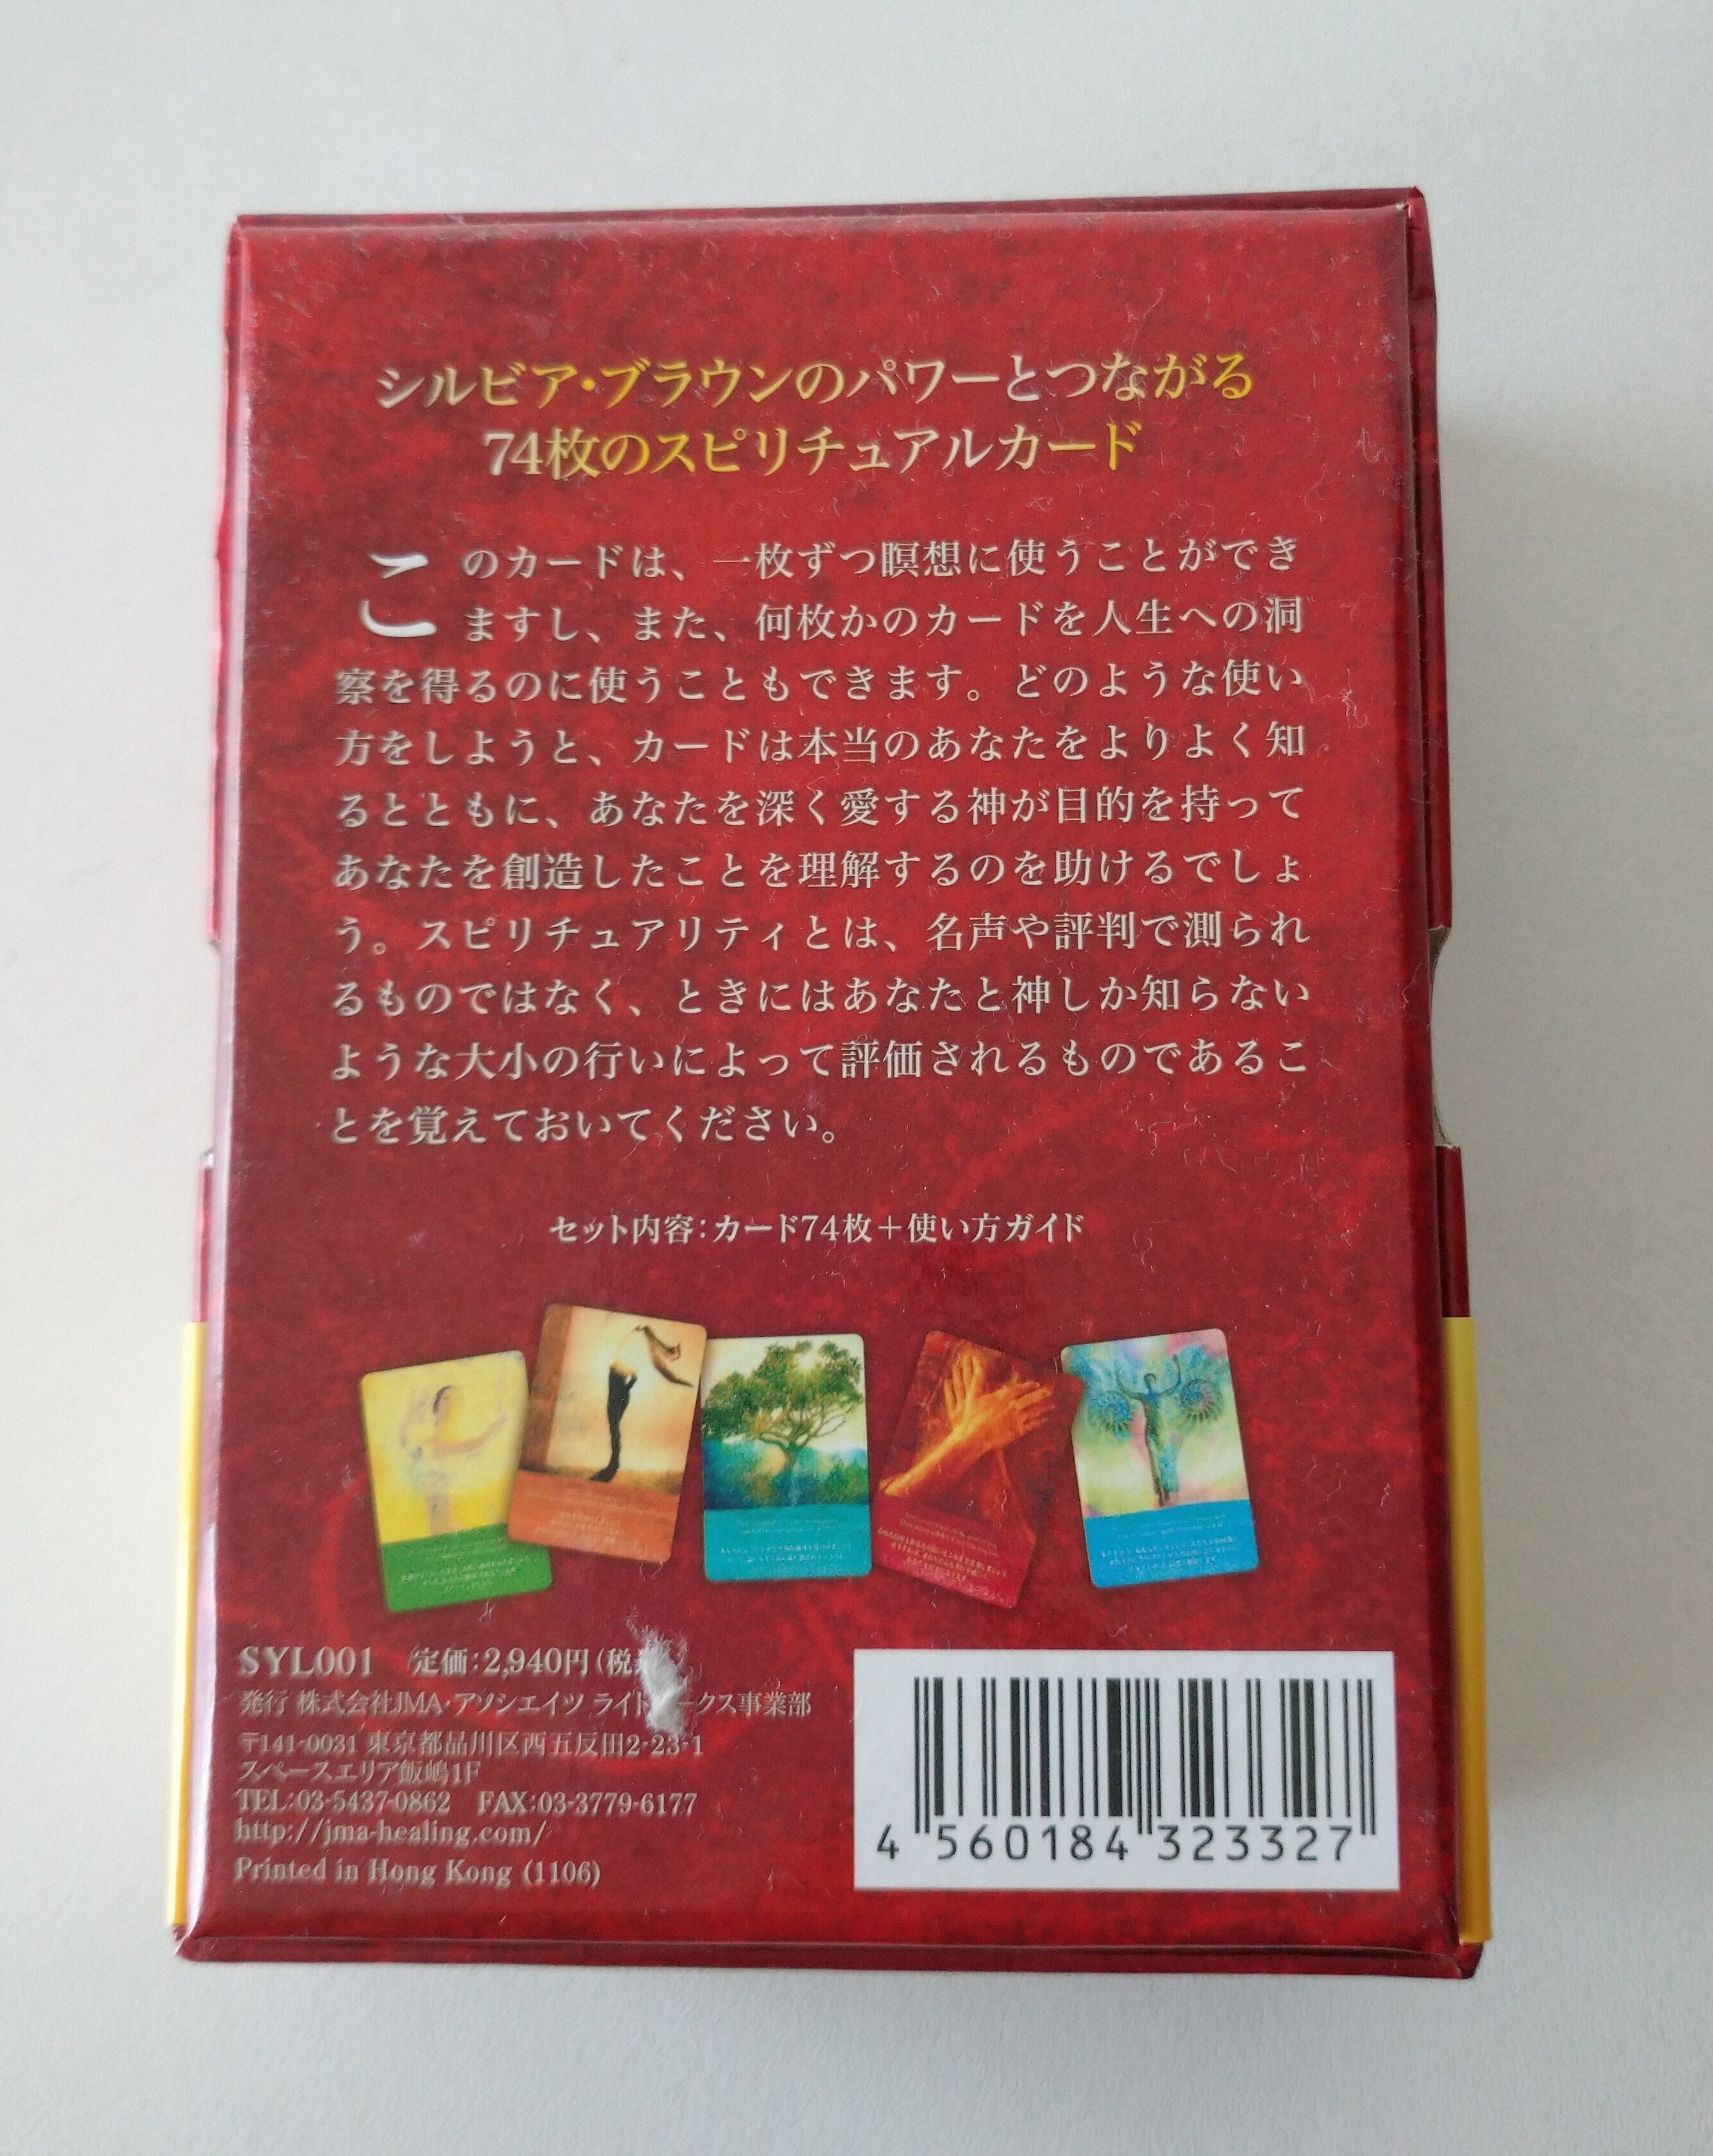 シルビア・ブラウンのパワーとつながる
74枚のスピリチュアルカード
このカードは、一枚ずつ瞑想に使うことができ
ますし、また、何枚かのカードを人生への洞
察を得るのに使うこともできます。どのような使い
方をしようと、カードは本当のあなたをよりよく知
るとともに、あなたを深く愛する神が目的を持って
あなたを創造したことを理解するのを助けるでしょ
う。スピリチュアリティとは、名声や評判で測られ
るものではなく、ときにはあなたと神しか知らない
ような大小の行いによって評価されるものであるこ
とを覚えておいてください。
セット内容：カード74枚＋使い方ガイド
SYL001 定価：2,940円（税
発行 株式会社JMA・アソシエイツ ライトークス事業部
〒141-0031 東京都品川区西五反田2-23-1
スペースエリア飯嶋1F
TEL:03-5437-0862 FAX:03-3779-6177
http://jma-healing.com/
Printed in Hong Kong (1106)
4 560184 323327